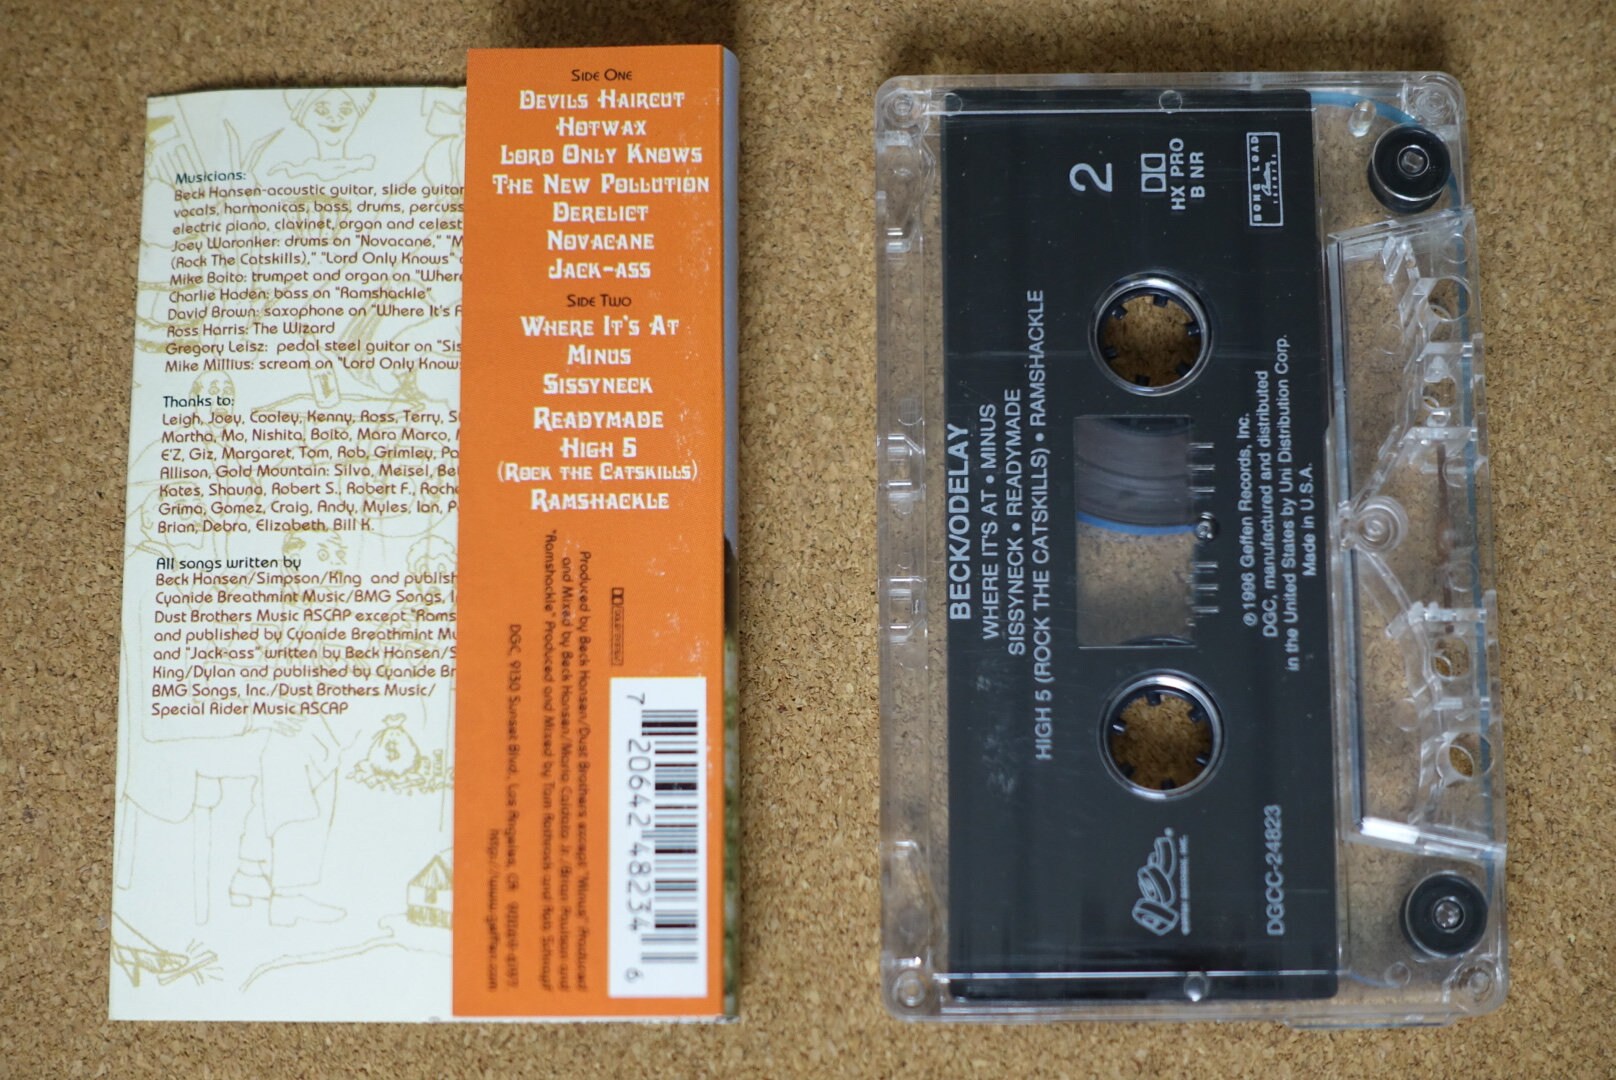 Musicians:
Beck Hansen-acoustic guitar, slide guitar
vocals, harmonicas, bass, drums, percuss
electric piano, clavinet, organ and celest
Joey Waronker: drums on "Novacane," "M
(Rock The Catskills)," "Lord Only Knows"
Mike Boito: trumpet and organ on "Where
Charlie Haden: bass on "Ramshackle"
David Brown: saxophone on "Where It's A
Ross Harris: The Wizard
Gregory Leisz: pedal steel guitar on "Sis
Mike Millius: scream on "Lord Only Know
Thanks to:
Leigh, Joey, Cooley, Kenny, Ross, Terry, S
Martha, Mo, Nishita, Boito, Mara Marco,
E'Z, Giz, Margaret, Tom, Rob, Grimley, Pa
Allison, Gold Mountain: Silva, Meisel, Be
Kates, Shauna, Robert S., Robert F., Roche
Grima, Gomez, Craig, Andy, Myles, Ian, P
Brian, Debra, Elizabeth, Bill K.
All songs written by
Beck Hansen/Simpson/King and publish
Cyanide Breathmint Music/BMG Songs, I
Dust Brothers Music ASCAP except "Rams
and published by Cyanide Breathmint Mu
and "Jack-ass" written by Beck Hansen/S
King/Dylan and published by Cyanide Br
BMG Songs, Inc./Dust Brothers Music/
Special Rider Music ASCAP
$
SIDE ONE
DEVILS HAIRCUT
HOTWAX
LORD ONLY KNOWS
THE NEW POLLUTION
DERELICT
NOVACANE
JACK-ASS
SIDE TWO
WHERE IT'S AT
MINUS
SISSYNECK
READYMADE
HIGH 5
(ROCK THE CATSKILLS)
RAMSHACKLE
Produced by Beck Hansen/Dust Brothers except "Minus" Produced
and Mixed by Beck Hansen/Mario Caldato Jr./Brian Paulson and
"Ramshackle" Produced and Mixed by Tom Rothrock and Rob Schnapf
DGC, 9130 Sunset Blvd., Los Angeles, CA 90069-6197
http://www.geffen.com
7 20642 48234 6
2
HX PRO
B NR
BONG LOAD
Custom
BECK/ODELAY
WHERE IT'S AT • MINUS
SISSYNECK • READYMADE
HIGH 5 (ROCK THE CATSKILLS) • RAMSHACKLE
℗ 1996 Geffen Records, Inc.
DGC, manufactured and distributed
in the United States by Uni Distribution Corp.
Made in U.S.A.
DGCC-24823